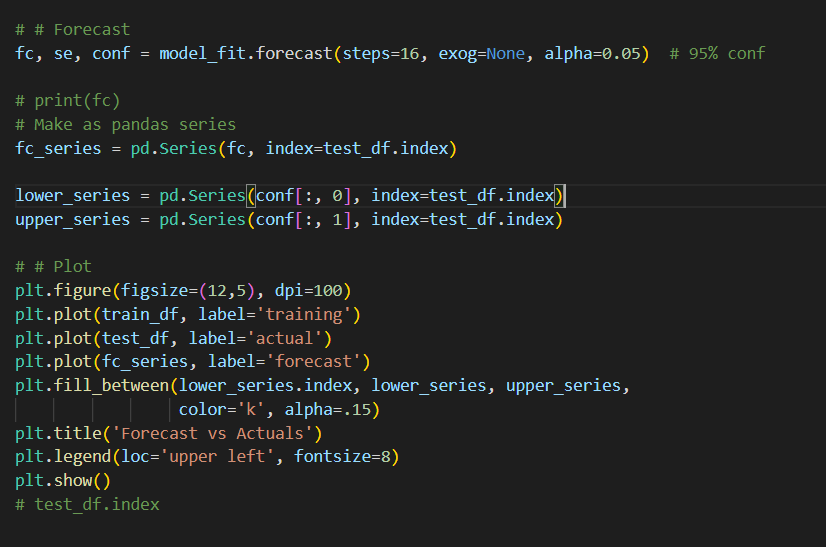 # # Forecast
fc, se, conf = model_fit.forecast(steps=16, exog=None, alpha=0.05)  # 95% conf
# print(fc)
# Make as pandas series
fc_series = pd.Series(fc, index=test_df.index)
lower_series = pd.Series(conf[:, 0], index=test_df.index)
upper_series = pd.Series(conf[:, 1], index=test_df.index)
# # Plot
plt.figure(figsize=(12,5), dpi=100)
plt.plot(train_df, label='training')
plt.plot(test_df, label='actual')
plt.plot(fc_series, label='forecast')
plt.fill_between(lower_series.index, lower_series, upper_series,
                 color='k', alpha=.15)
plt.title('Forecast vs Actuals')
plt.legend(loc='upper left', fontsize=8)
plt.show()
# test_df.index